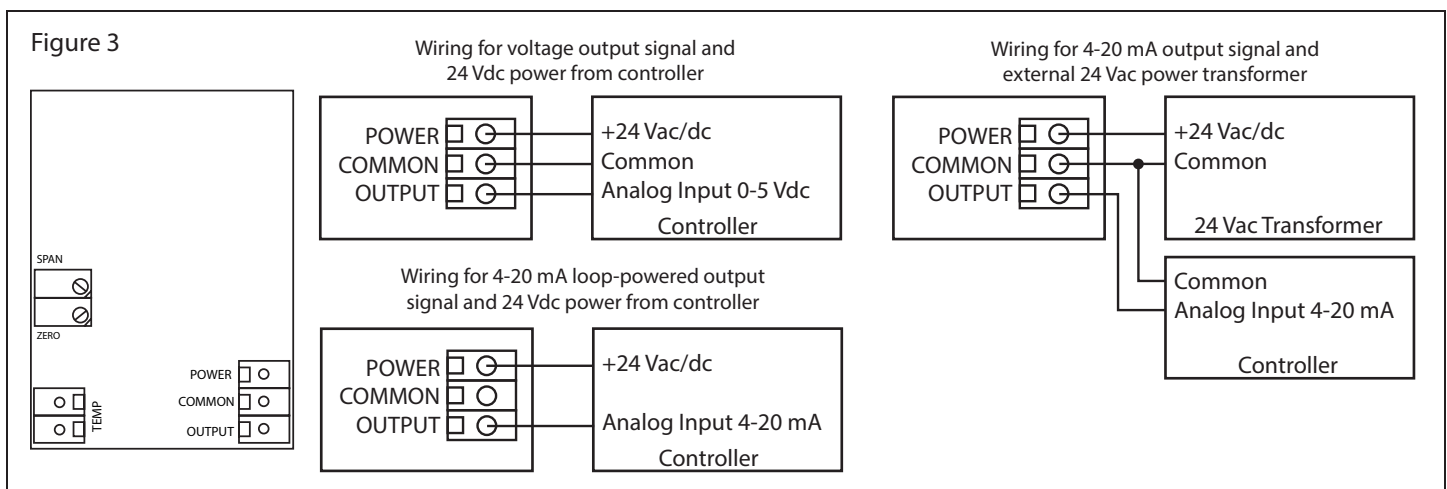 Figure 3
SPAN
ZERO
TEMP
POWER
COMMON
OUTPUT
Wiring for voltage output signal and
24 Vdc power from controller
POWER
COMMON
OUTPUT
+24 Vac/dc
Common
Analog Input 0-5 Vdc
Controller
Wiring for 4-20 mA loop-powered output
signal and 24 Vdc power from controller
POWER
COMMON
OUTPUT
+24 Vac/dc
Analog Input 4-20 mA
Controller
Wiring for 4-20 mA output signal and
external 24 Vac power transformer
POWER
COMMON
OUTPUT
+24 Vac/dc
Common
24 Vac Transformer
Common
Analog Input 4-20 mA
Controller